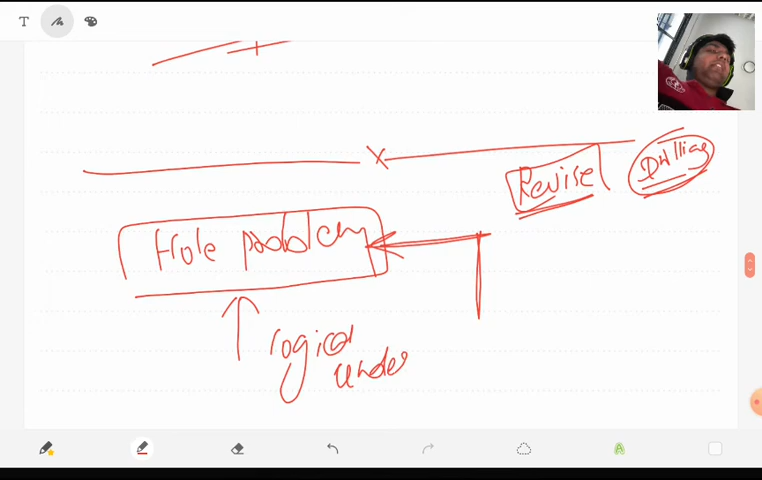 T
X
Revise
Drilling
Hole problem
logical
under
A